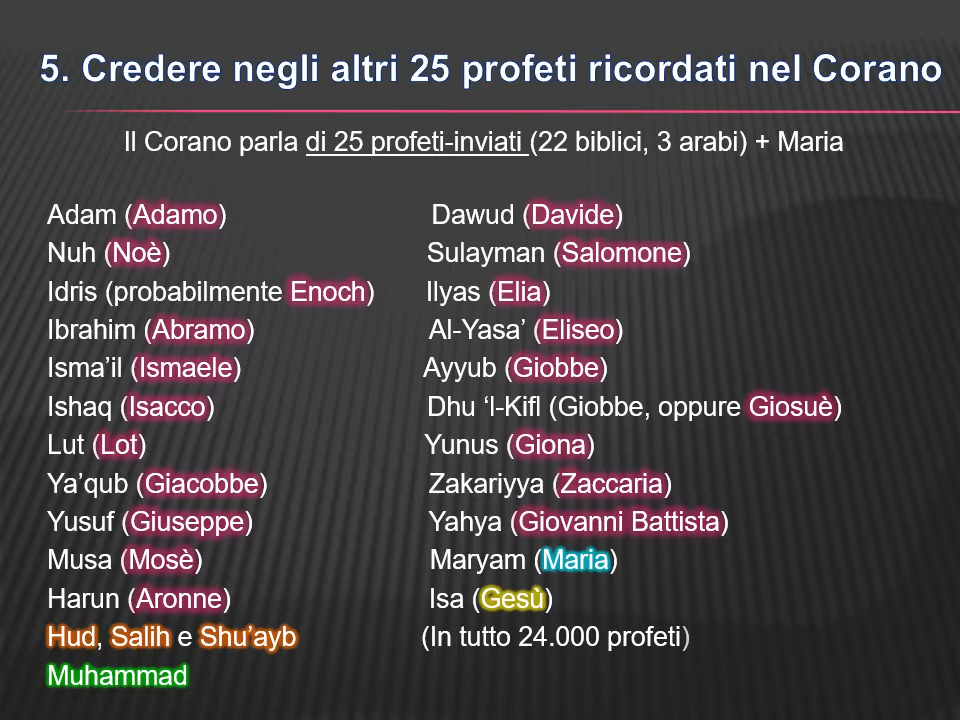 5. Credere negli altri 25 profeti ricordati nel Corano
Il Corano parla di 25 profeti-inviati (22 biblici, 3 arabi) + Maria
Adam (Adamo)
Nuh (Noè)
Idris (probabilmente Enoch)
Ibrahim (Abramo)
Isma’il (Ismaele)
Ishaq (Isacco)
Lut (Lot)
Ya’qub (Giacobbe)
Yusuf (Giuseppe)
Musa (Mosè)
Harun (Aronne)
Hud, Salih e Shu’ayb
Muhammad
Dawud (Davide)
Sulayman (Salomone)
Ilyas (Elia)
Al-Yasa’ (Eliseo)
Ayyub (Giobbe)
Dhu ‘l-Kifl (Giobbe, oppure Giosuè)
Yunus (Giona)
Zakariyya (Zaccaria)
Yahya (Giovanni Battista)
Maryam (Maria)
Isa (Gesù)
(In tutto 24.000 profeti)